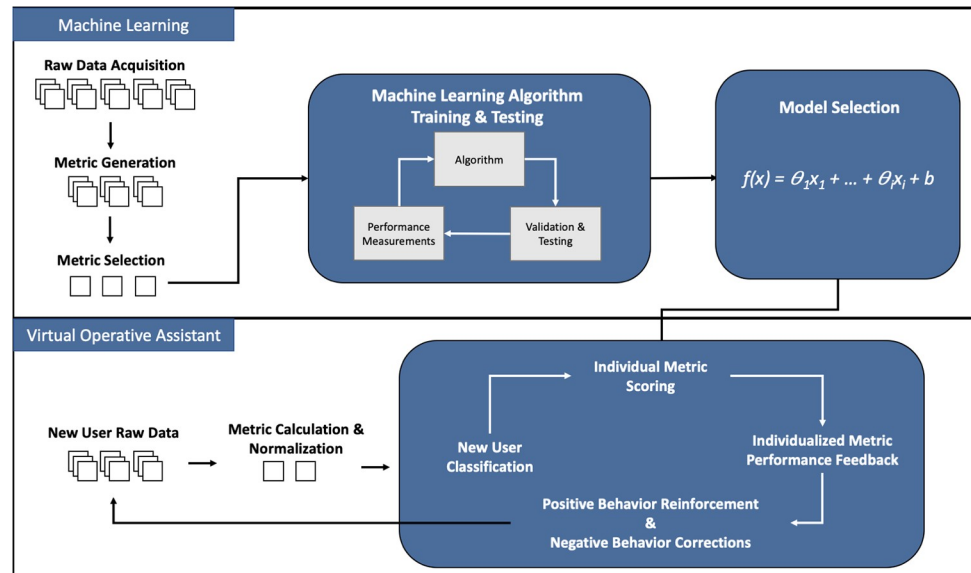 Machine Learning
Raw Data Acquisition
Metric Generation
Metric Selection
Machine Learning Algorithm
Training & Testing
Algorithm
Performance
Measurements
Validation &
Testing
Model Selection
f(x) = θ₁x₁ + ... + θᵢxᵢ + b
Virtual Operative Assistant
New User Raw Data
Metric Calculation &
Normalization
New User
Classification
Individual Metric
Scoring
Individualized Metric
Performance Feedback
Positive Behavior Reinforcement
&
Negative Behavior Corrections